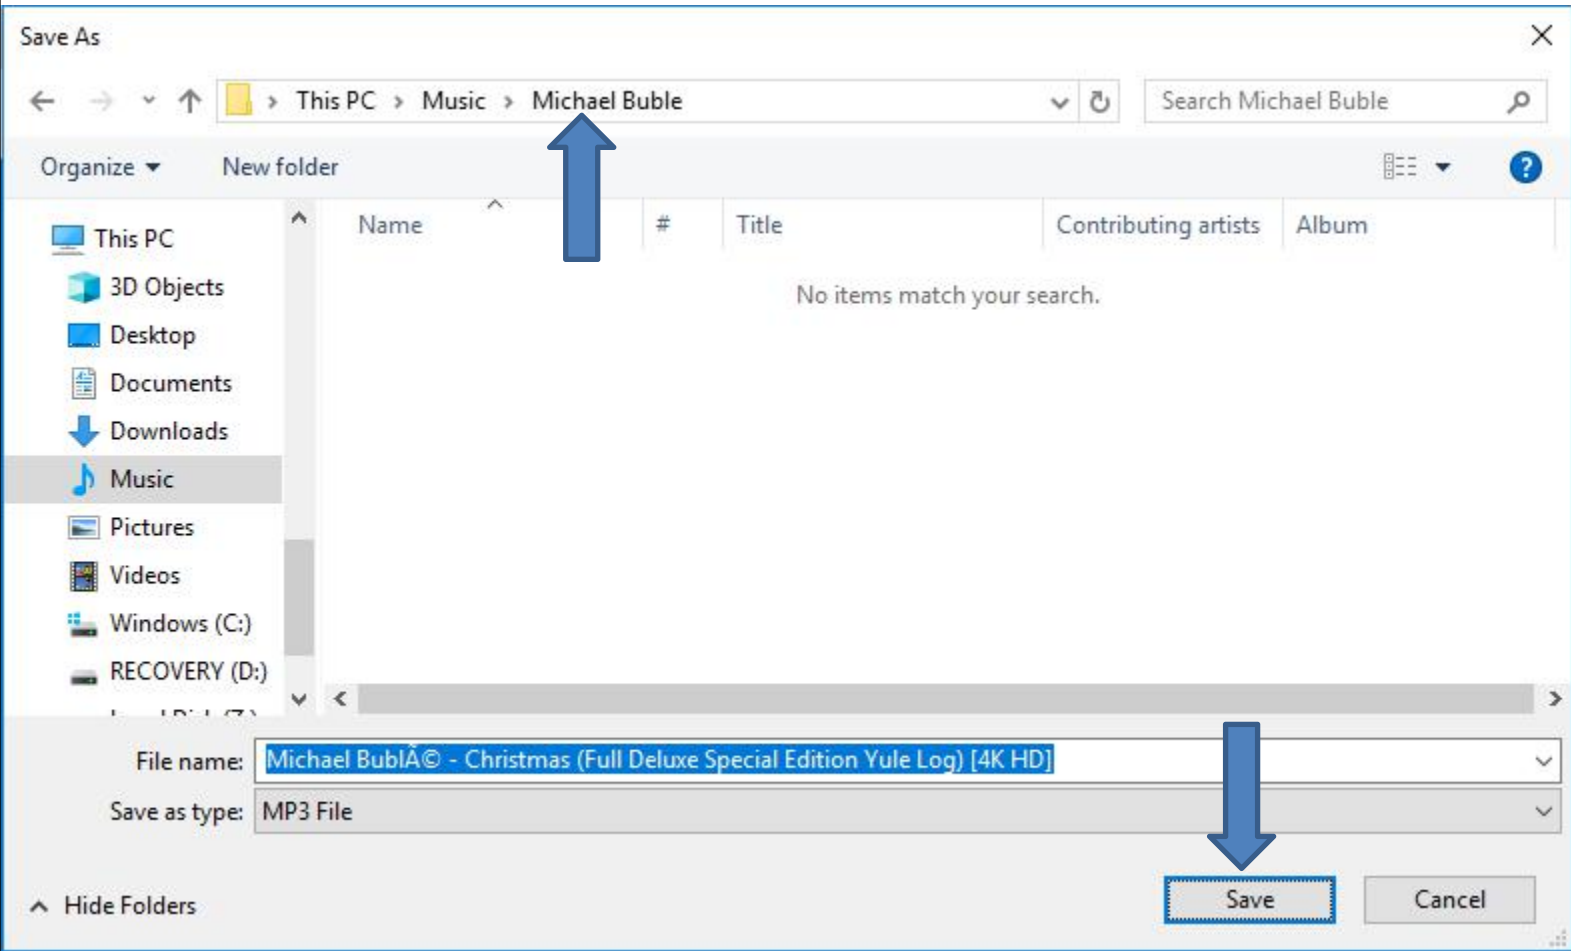 Save As
This PC > Music > Michael Buble
Search Michael Buble
Organize
New folder
?
Name
#
Title
Contributing artists
Album
This PC
3D Objects
Desktop
Documents
Downloads
Music
Pictures
Videos
Windows (C:)
RECOVERY (D:)
No items match your search.
File name: Michael BublÃ© - Christmas (Full Deluxe Special Edition Yule Log) [4K HD]
Save as type: MP3 File
Hide Folders
Save
Cancel